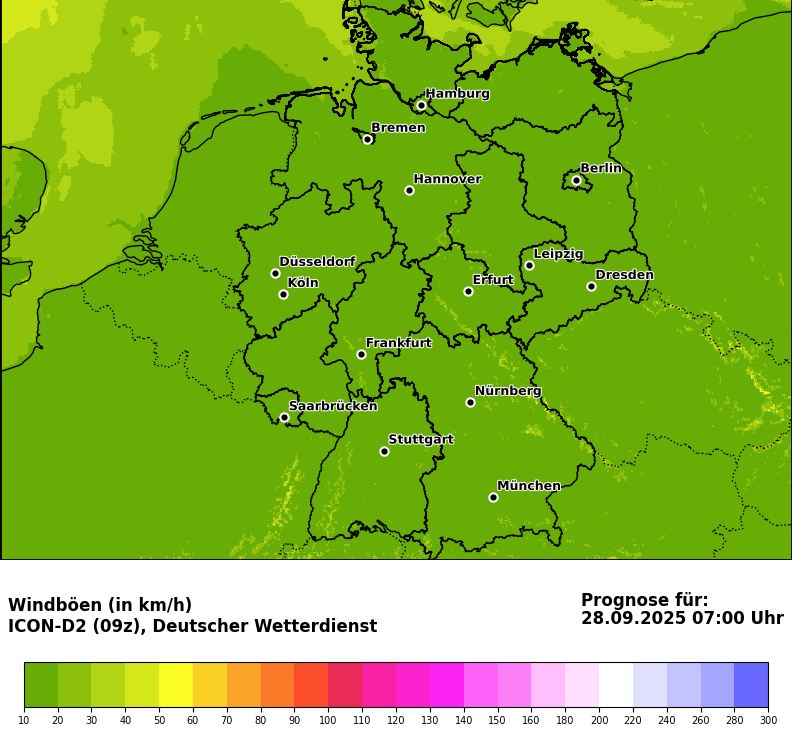 Hamburg
Bremen
Berlin
Hannover
Leipzig
Düsseldorf
Dresden
Erfurt
Köln
Frankfurt
Nürnberg
Saarbrücken
Stuttgart
München
Windböen (in km/h)
ICON-D2 (09z), Deutscher Wetterdienst
Prognose für:
28.09.2025 07:00 Uhr
10 20 30 40 50 60 70 80 90 100 110 120 130 140 150 160 180 200 220 240 260 280 300